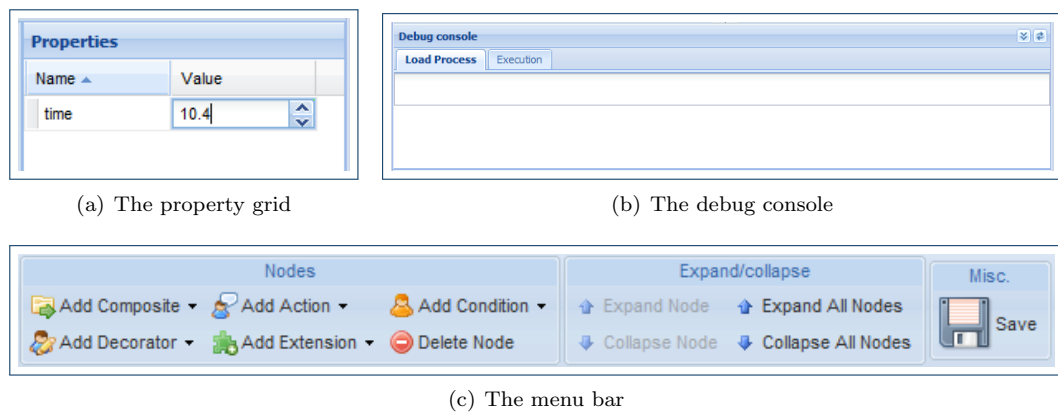 Properties
Name Value
time 10.4
(a) The property grid
Debug console
Load Process Execution
(b) The debug console
Nodes
Add Composite Add Action Add Condition
Add Decorator Add Extension Delete Node
Expand/collapse
Expand Node Expand All Nodes
Collapse Node Collapse All Nodes
Misc.
Save
(c) The menu bar